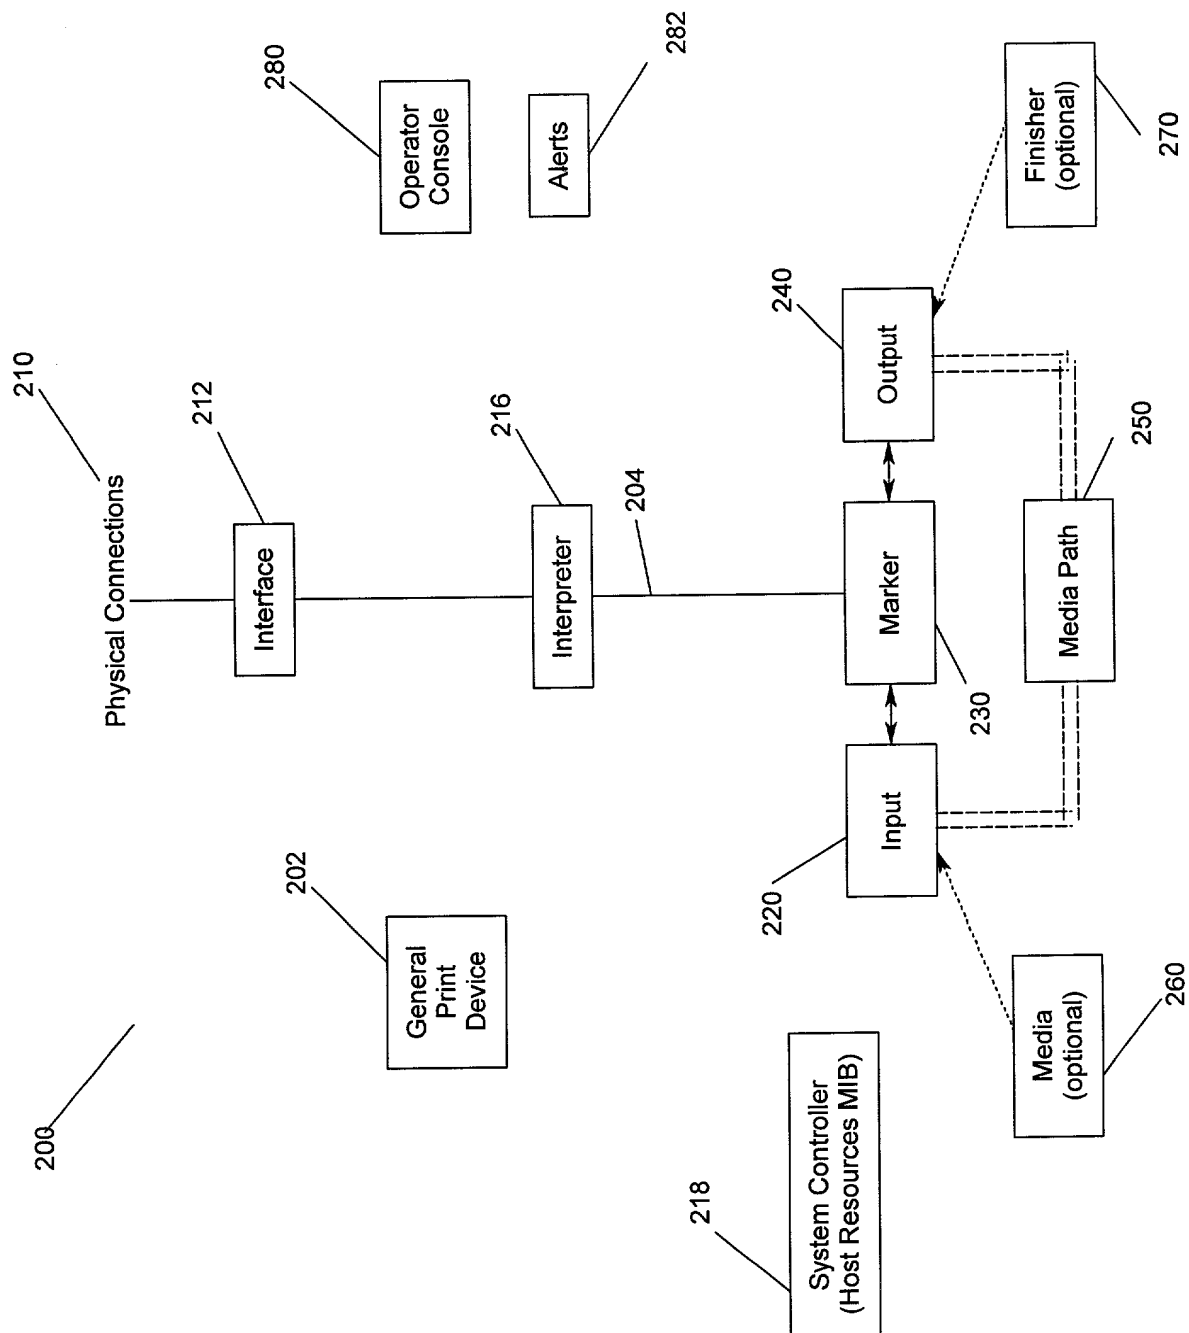 200
210
Physical Connections
280
Operator
Console
212
Interface
202
General
Print
Device
282
Alerts
216
Interpreter
204
218
System Controller
(Host Resources MIB)
220
Input
Marker
230
240
Output
Media
(optional)
260
Media Path
250
Finisher
(optional)
270